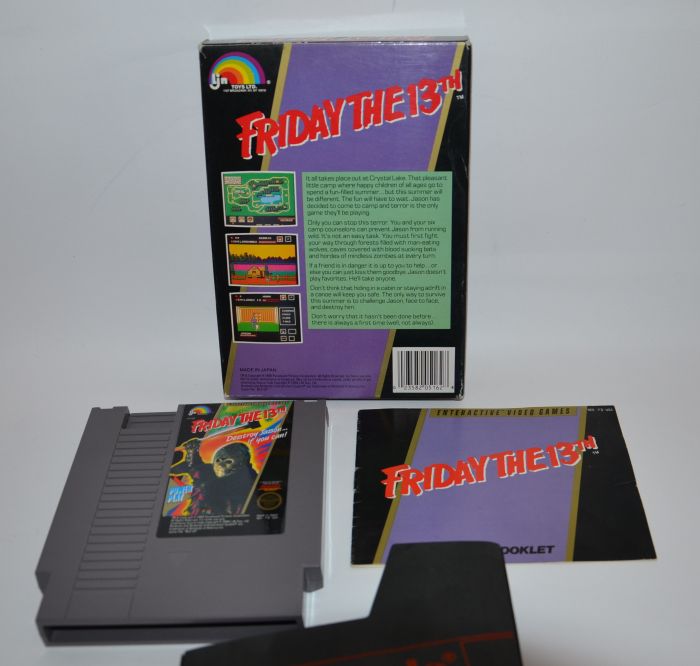 ljn
TOYS LTD.
FRIDAY THE 13TH
TM
It all takes place out at Crystal Lake. That pleasant
little camp where happy children of all ages go to
spend a fun-filled summer...but this summer will
be different. The fun will have to wait. Jason has
decided to come to camp and terror is the only
game they'll be playing.
Only you can stop this terror. You and your six
camp counselors can prevent Jason from running
wild. It's not an easy task. You must first fight,
your way through forests filled with man-eating
wolves, caves covered with blood sucking bats
and hordes of mindless zombies at every turn.
If a friend is in danger it is up to you to help...or
else you can just kiss them goodbye. Jason doesn't
play favorites. He'll take anyone.
Don't think that hiding in a cabin or staying adrift in
a canoe will keep you safe. The only way to survive
this summer is to challenge Jason, face to face,
and destroy him.
Don't worry that it hasn't been done before...
there is always a first time (well, not always!)
MADE IN JAPAN
0 23582 05162 4
ljn
FRIDAY THE 13TH
Destroy Jason...
if you can!
POWER
PLAY
ENTERACTIVE VIDEO GAMES
FRIDAY THE 13TH
TM
OOKLET